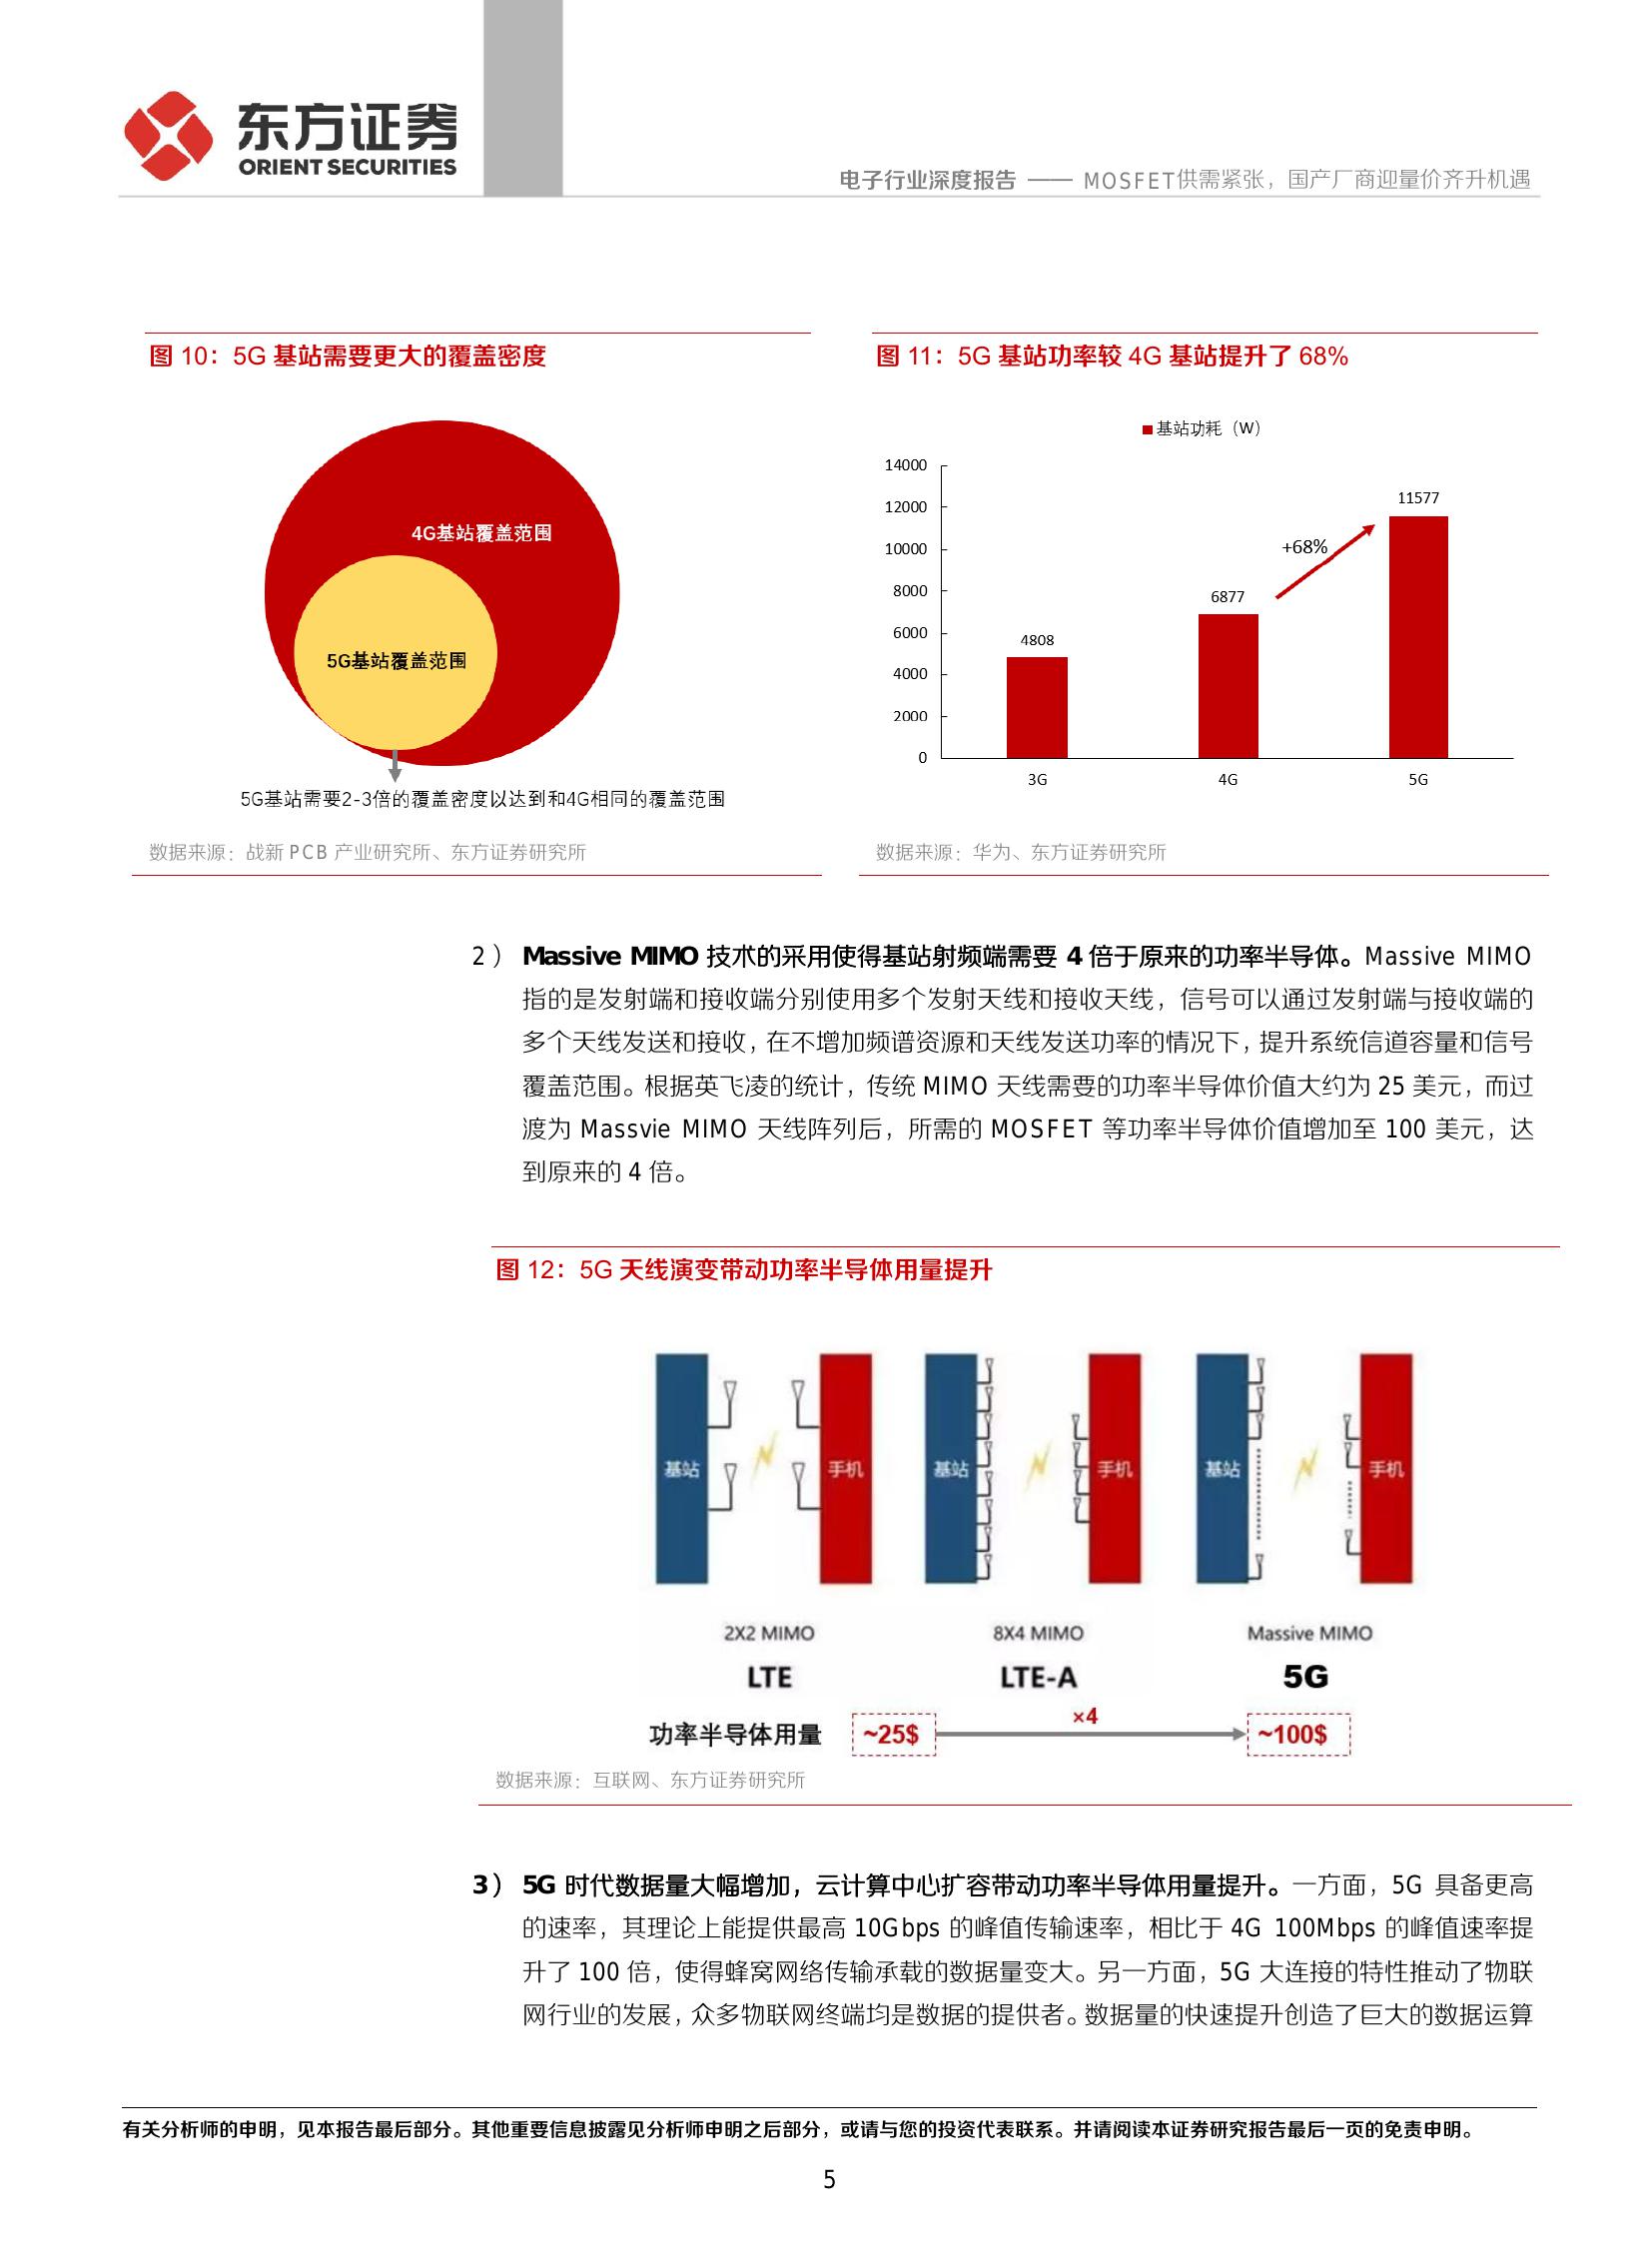 东方证券
ORIENT SECURITIES
电子行业深度报告 —— MOSFET供需紧张，国产厂商迎量价齐升机遇
图 10：5G 基站需要更大的覆盖密度
4G基站覆盖范围
5G基站覆盖范围
5G基站需要2-3倍的覆盖密度以达到和4G相同的覆盖范围
数据来源：战新 PCB 产业研究所、东方证券研究所
图 11：5G 基站功率较 4G 基站提升了 68%
基站功耗（W）
14000
12000
10000
8000
6000
4000
2000
0
4808
6877
+68%
11577
3G
4G
5G
数据来源：华为、东方证券研究所
2） Massive MIMO 技术的采用使得基站射频端需要 4 倍于原来的功率半导体。Massive MIMO
指的是发射端和接收端分别使用多个发射天线和接收天线，信号可以通过发射端与接收端的
多个天线发送和接收，在不增加频谱资源和天线发送功率的情况下，提升系统信道容量和信号
覆盖范围。根据英飞凌的统计，传统 MIMO 天线需要的功率半导体价值大约为 25 美元，而过
渡为 Massvie MIMO 天线阵列后，所需的 MOSFET 等功率半导体价值增加至 100 美元，达
到原来的 4 倍。
图 12：5G 天线演变带动功率半导体用量提升
基站
手机
基站
手机
基站
手机
2X2 MIMO
8X4 MIMO
Massive MIMO
LTE
LTE-A
5G
功率半导体用量
~25$
×4
~100$
数据来源：互联网、东方证券研究所
3） 5G 时代数据量大幅增加，云计算中心扩容带动功率半导体用量提升。一方面，5G 具备更高
的速率，其理论上能提供最高 10Gbps 的峰值传输速率，相比于 4G 100Mbps 的峰值速率提
升了 100 倍，使得蜂窝网络传输承载的数据量变大。另一方面，5G 大连接的特性推动了物联
网行业的发展，众多物联网终端均是数据的提供者。数据量的快速提升创造了巨大的数据运算
有关分析师的申明，见本报告最后部分。其他重要信息披露见分析师申明之后部分，或请与您的投资代表联系。并请阅读本证券研究报告最后一页的免责申明。
5